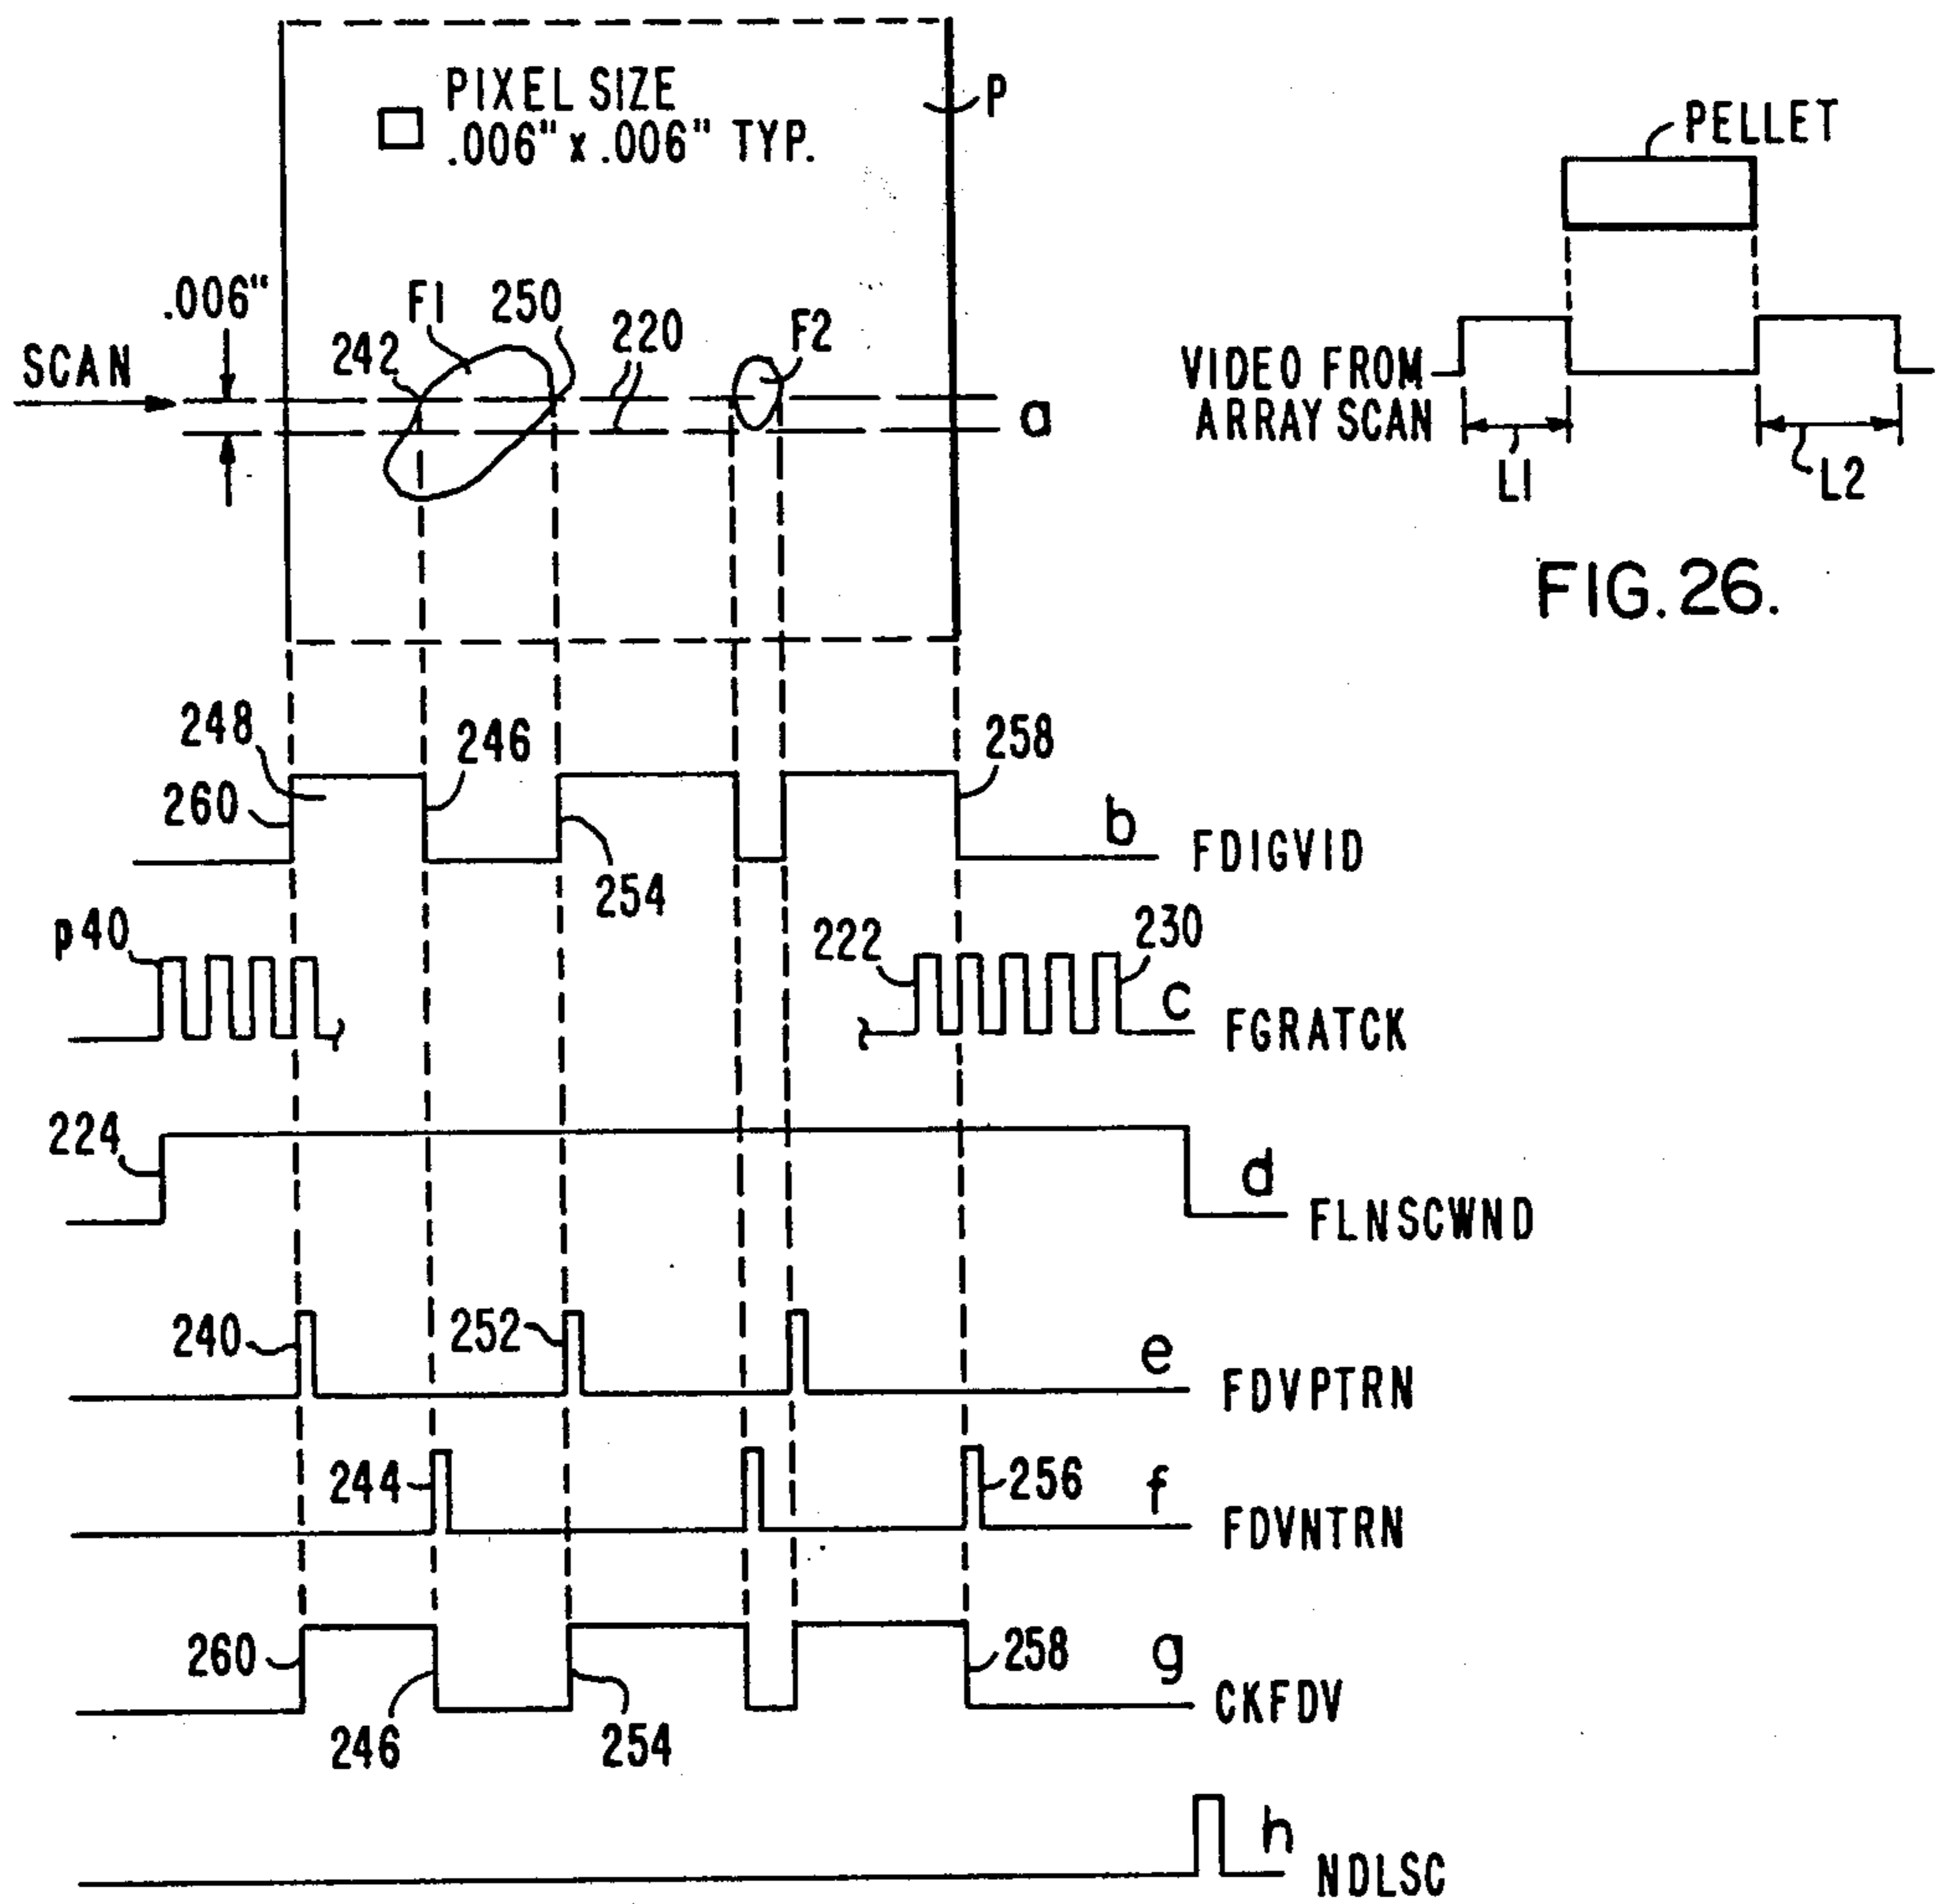 PIXEL SIZE
.006" x .006" TYP.
P
PELLET
.006"
F1
250
242
220
F2
SCAN
a
VIDEO FROM
ARRAY SCAN
L1
L2
FIG. 26.
248
246
258
260
b
FDIGVID
254
p40
222
230
c
FGRATCK
224
d
FLNSCWND
240
252
e
FDVPTRN
244
256
f
FDVNTRN
260
258
g
CKFDV
246
254
h
NDLSC